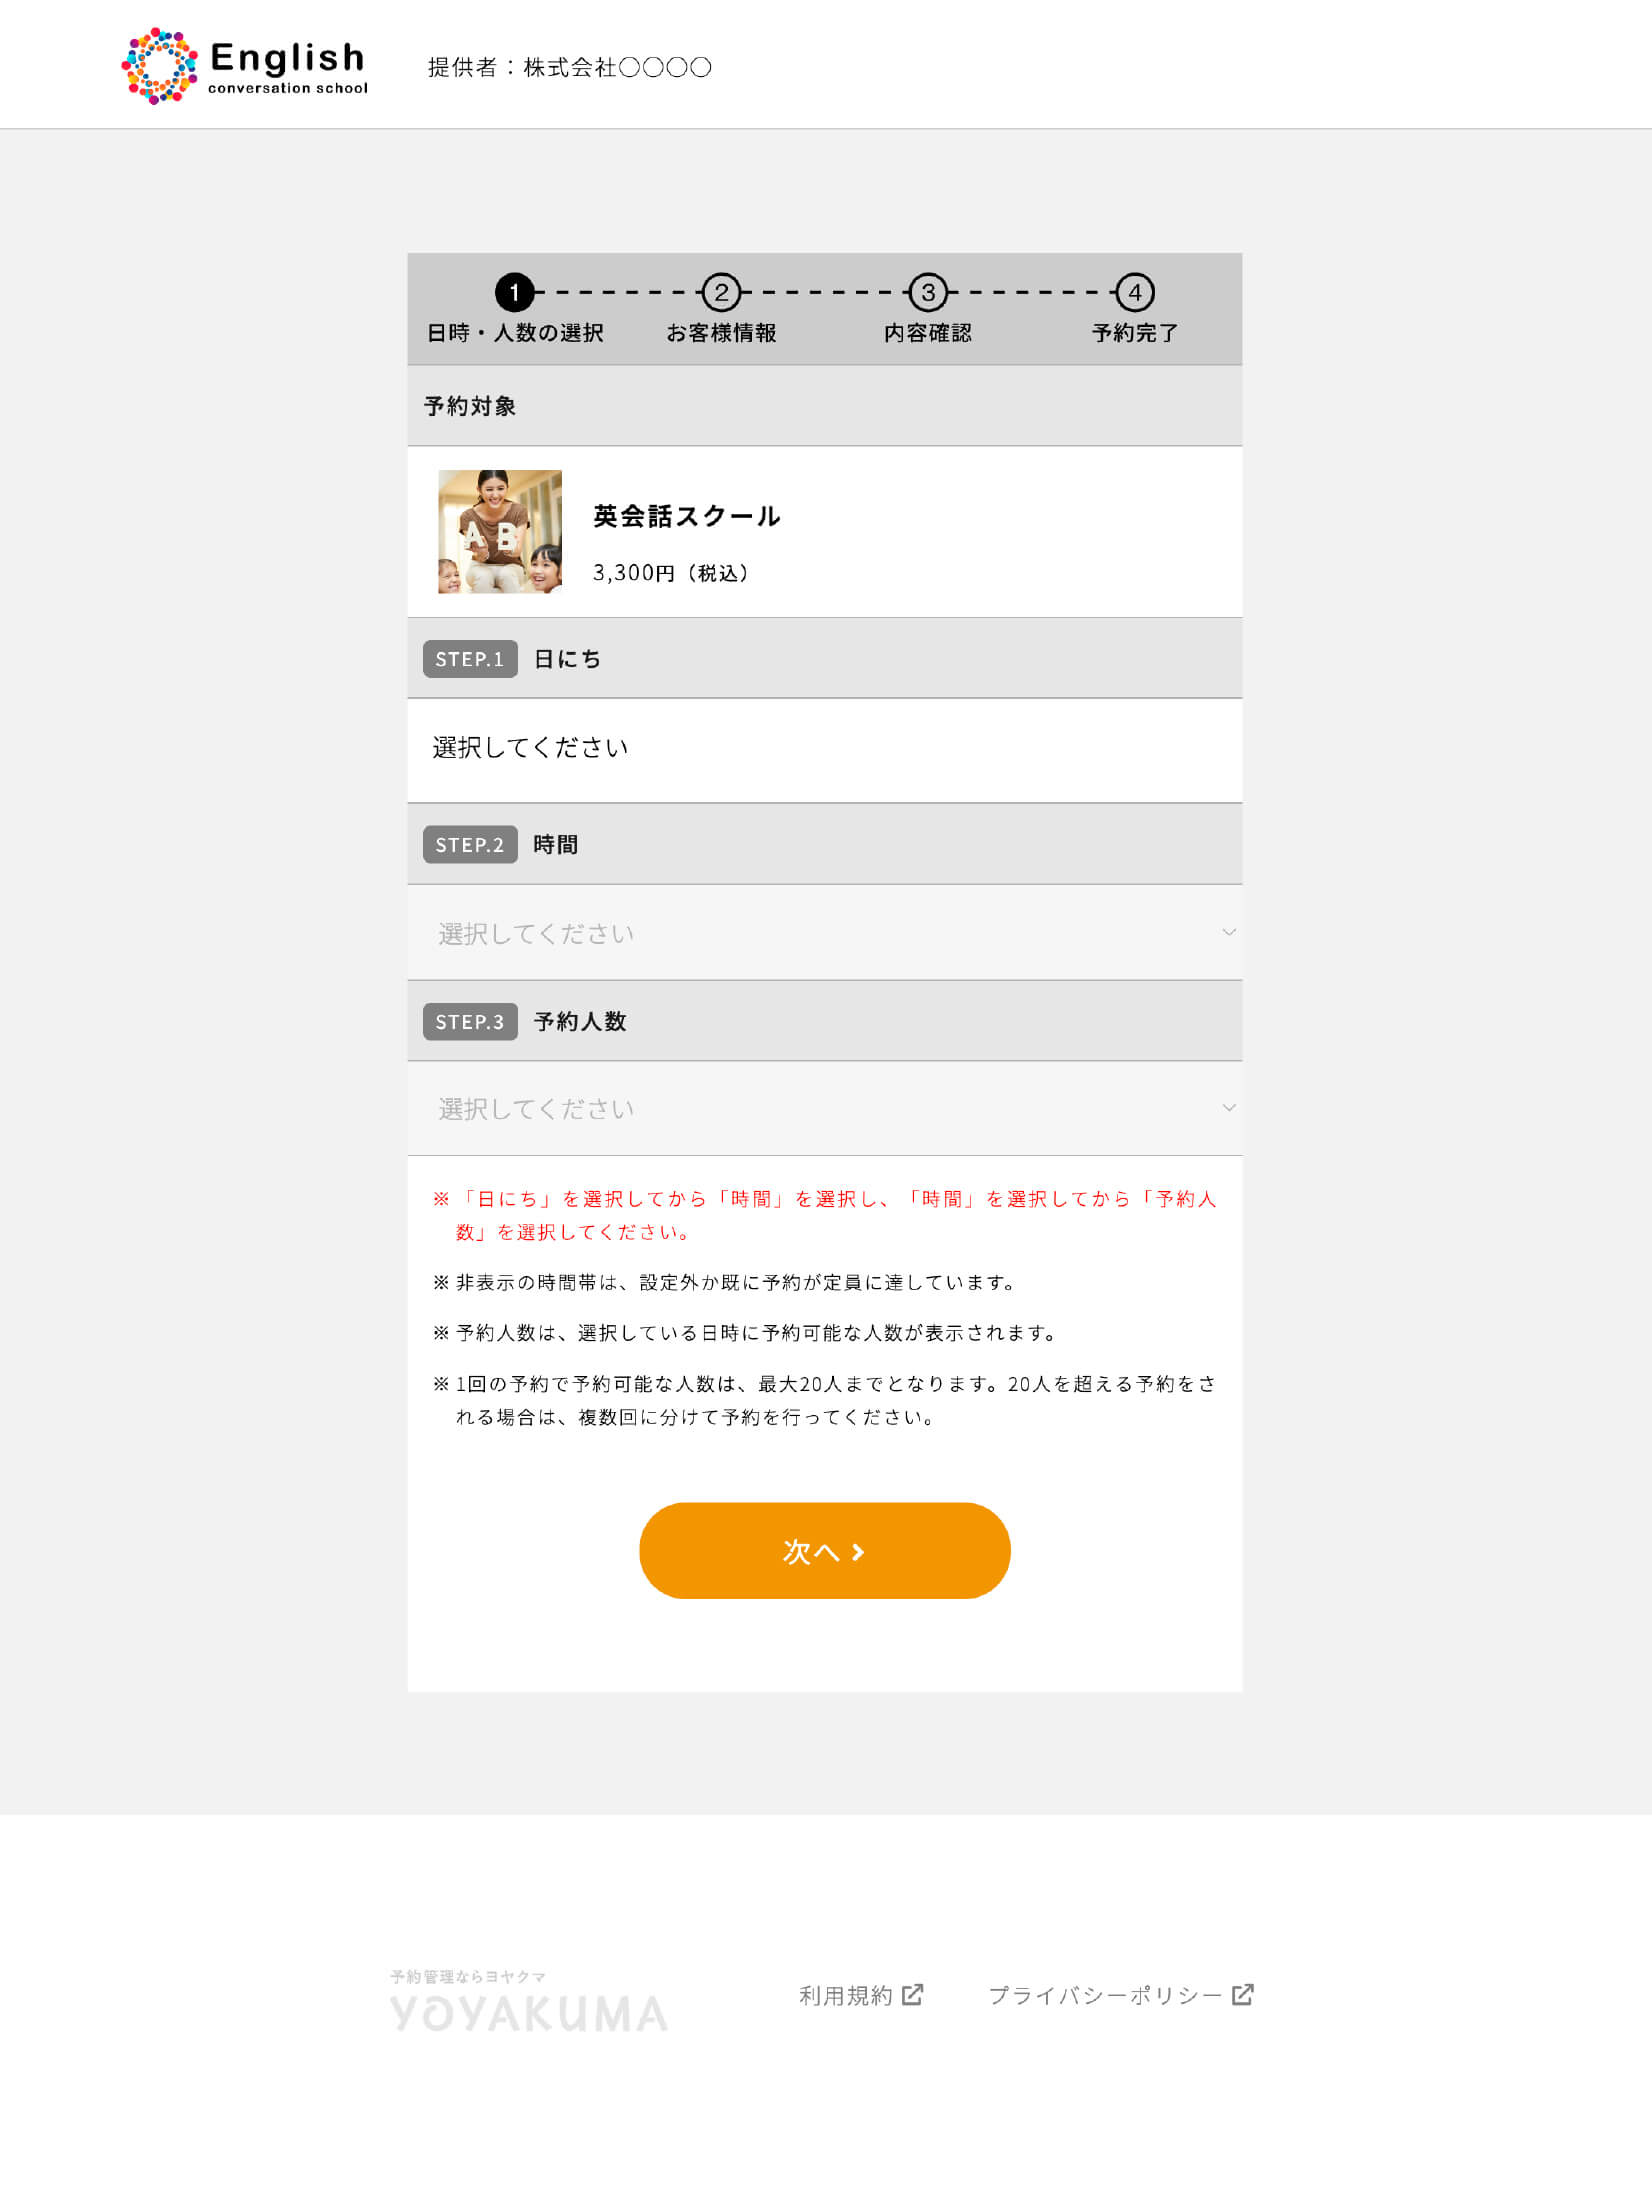 English
conversation school
提供者：株式会社〇〇〇〇
1 2 3 4
日時・人数の選択 お客様情報 内容確認 予約完了
予約対象
A B
英会話スクール
3,300円（税込）
STEP.1 日にち
選択してください
STEP.2 時間
選択してください
STEP.3 予約人数
選択してください
※「日にち」を選択してから「時間」を選択し、「時間」を選択してから「予約人
数」を選択してください。
※ 非表示の時間帯は、設定外か既に予約が定員に達しています。
※ 予約人数は、選択している日時に予約可能な人数が表示されます。
※ 1回の予約で予約可能な人数は、最大20人までとなります。20人を超える予約をさ
れる場合は、複数回に分けて予約を行ってください。
次へ
予約管理ならヨヤクマ
YOYAKUMA
利用規約 プライバシーポリシー